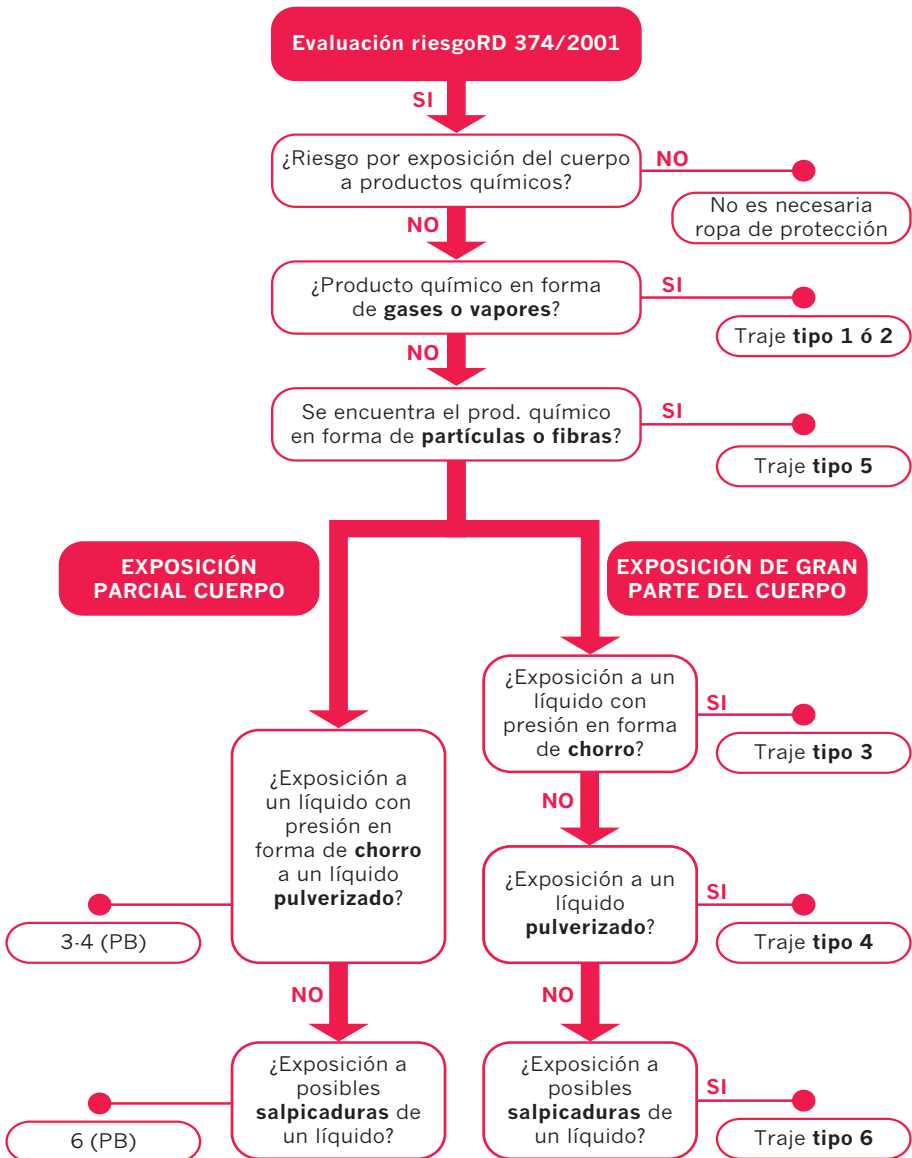 Evaluación riesgoRD 374/2001
SI
¿Riesgo por exposición del cuerpo
a productos químicos?
NO
No es necesaria
ropa de protección
NO
¿Producto químico en forma
de gases o vapores?
SI
Traje tipo 1 ó 2
NO
Se encuentra el prod. químico
en forma de partículas o fibras?
SI
Traje tipo 5
EXPOSICIÓN
PARCIAL CUERPO
EXPOSICIÓN DE GRAN
PARTE DEL CUERPO
¿Exposición a
un líquido con
presión en
forma de chorro
a un líquido
pulverizado?
3-4 (PB)
NO
¿Exposición a
posibles
salpicaduras de
un líquido?
6 (PB)
¿Exposición a un
líquido con
presión en forma
de chorro?
SI
Traje tipo 3
NO
¿Exposición a un
líquido
pulverizado?
SI
Traje tipo 4
NO
¿Exposición a
posibles
salpicaduras de
un líquido?
SI
Traje tipo 6